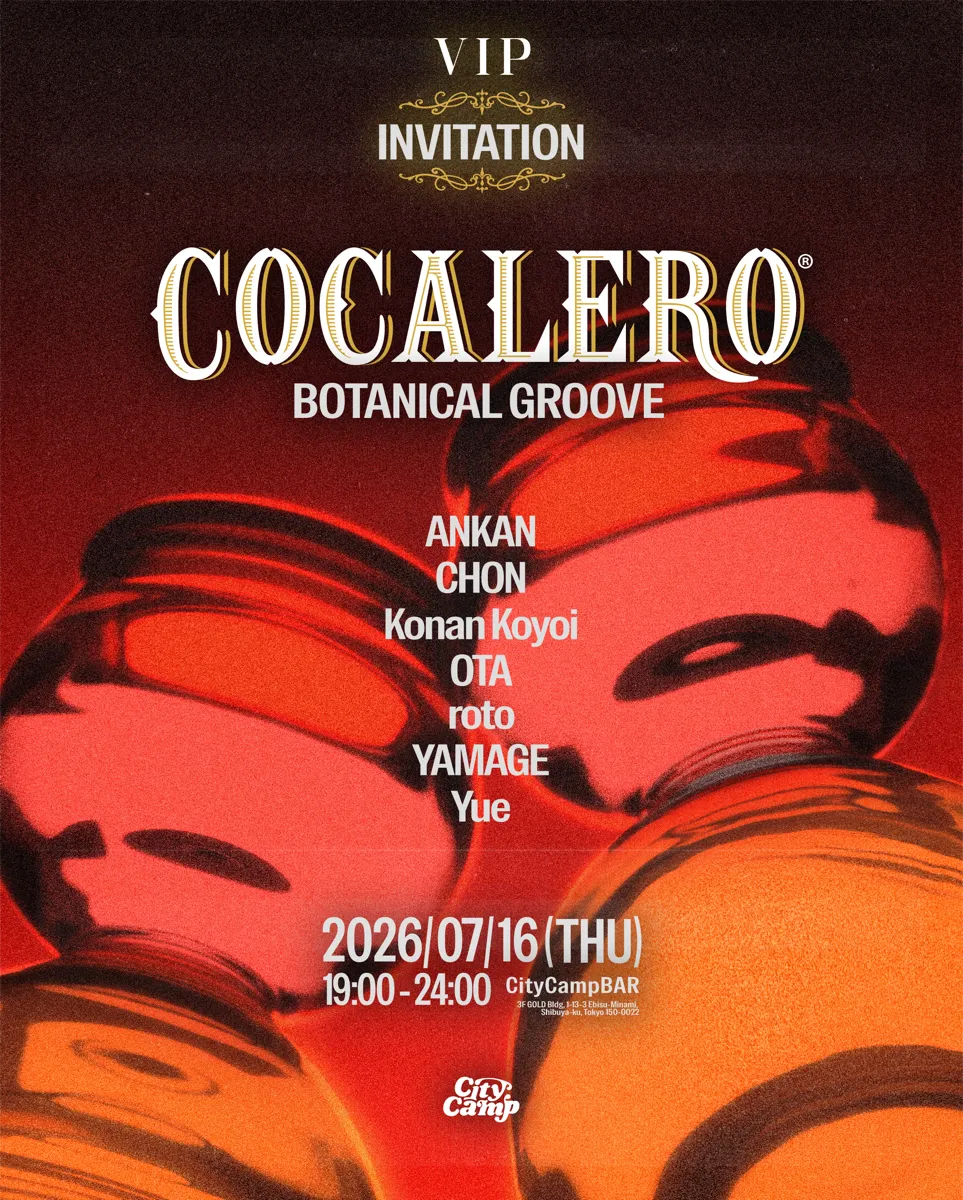 VIP
INVITATION
COCALERO®
BOTANICAL GROOVE
ANKAN
CHON
Konan Koyoi
OTA
roto
YAMAGE
Yue
2026/07/16 (THU)
19:00 - 24:00 CityCampBAR
3F GOLD Bldg, 1-13-3 Ebisu-Minami,
Shibuya-ku, Tokyo 150-0022
City
Camp